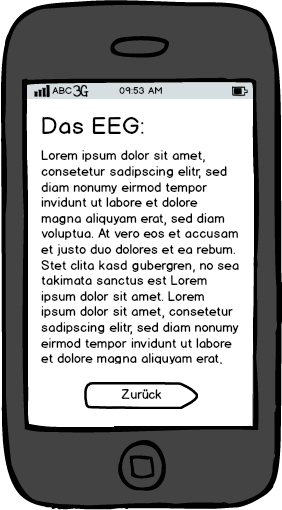 ABC 3G 09:53 AM
Das EEG:
Lorem ipsum dolor sit amet,
consetetur sadipscing elitr, sed
diam nonumy eirmod tempor
invidunt ut labore et dolore
magna aliquyam erat, sed diam
voluptua. At vero eos et accusam
et justo duo dolores et ea rebum.
Stet clita kasd gubergren, no sea
takimata sanctus est Lorem
ipsum dolor sit amet. Lorem
ipsum dolor sit amet, consetetur
sadipscing elitr, sed diam nonumy
eirmod tempor invidunt ut labore
et dolore magna aliquyam erat,
Zurück